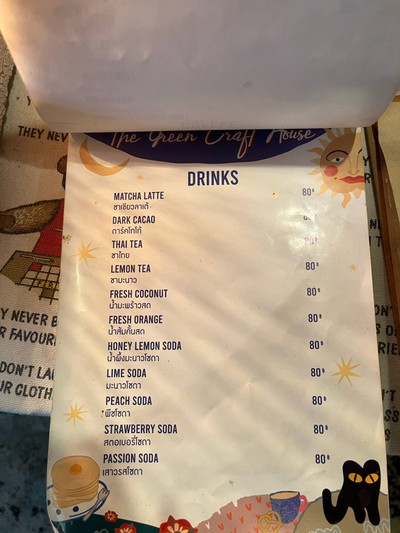 The Green Craft House
DRINKS
MATCHA LATTE 80฿
ชาเขียวลาเต้
DARK CACAO 80฿
ดาร์คโกโก้
THAI TEA 80฿
ชาไทย
LEMON TEA 80฿
ชามะนาว
FRESH COCONUT 80฿
น้ำมะพร้าวสด
FRESH ORANGE 80฿
น้ำส้มคั้นสด
HONEY LEMON SODA 80฿
น้ำผึ้งมะนาวโซดา
LIME SODA 80฿
มะนาวโซดา
PEACH SODA 80฿
พีชโซดา
STRAWBERRY SODA 80฿
สตอเบอรี่โซดา
PASSION SODA 80฿
เสาวรสโซดา
THEY NEV
Y NEVER B
R FAVOUR
DON'T LA
UR CLOTH